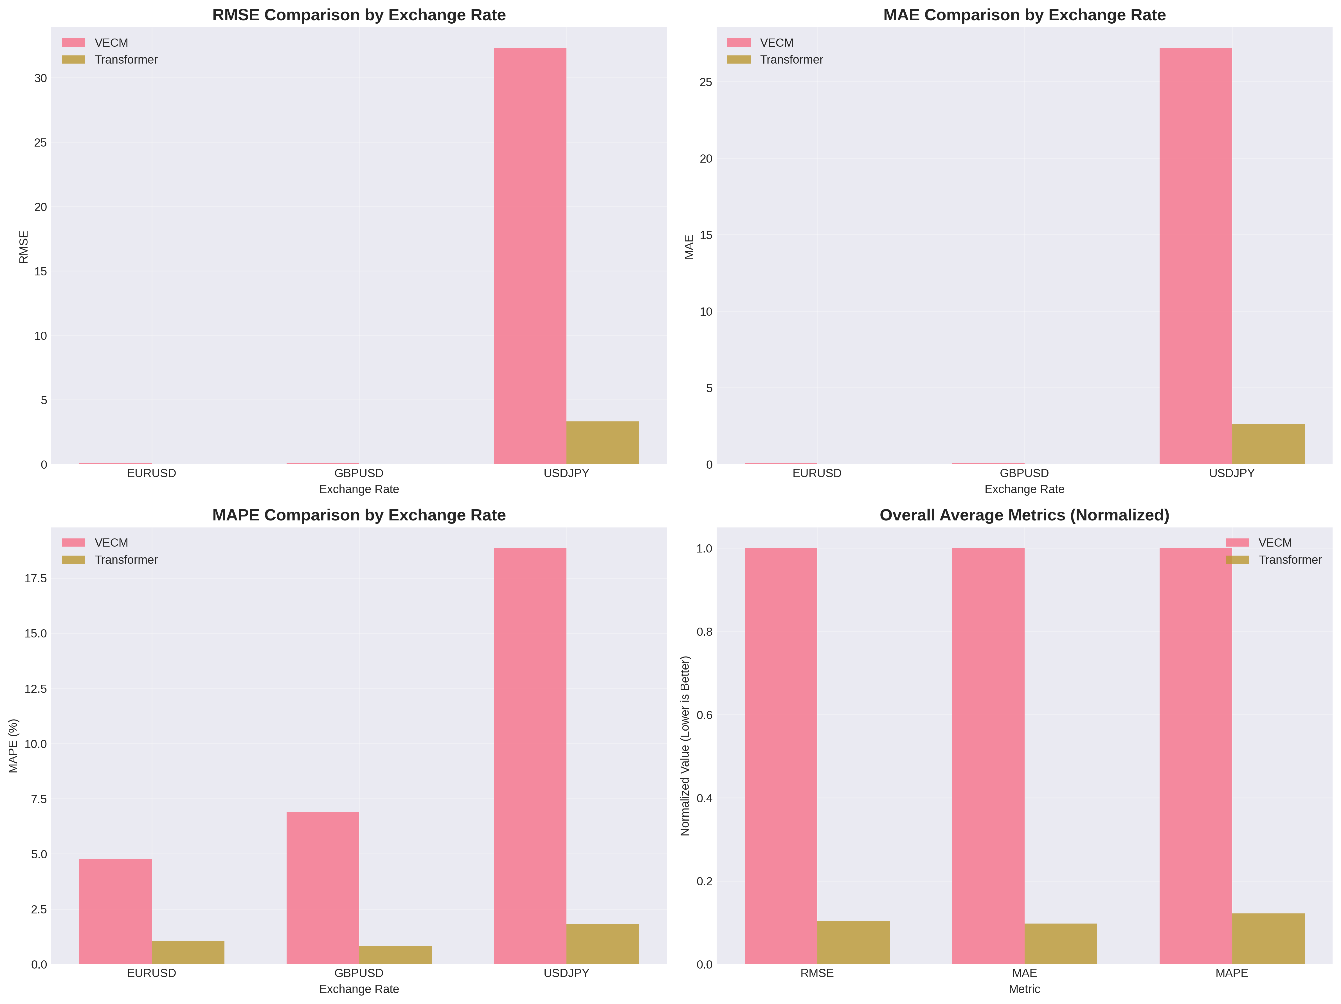 RMSE Comparison by Exchange Rate
VECM
Transformer
RMSE
30
25
20
15
10
5
0
EURUSD GBPUSD USDJPY
Exchange Rate
MAE Comparison by Exchange Rate
VECM
Transformer
MAE
25
20
15
10
5
0
EURUSD GBPUSD USDJPY
Exchange Rate
MAPE Comparison by Exchange Rate
VECM
Transformer
MAPE (%)
17.5
15.0
12.5
10.0
7.5
5.0
2.5
0.0
EURUSD GBPUSD USDJPY
Exchange Rate
Overall Average Metrics (Normalized)
VECM
Transformer
Normalized Value (Lower is Better)
1.0
0.8
0.6
0.4
0.2
0.0
RMSE MAE MAPE
Metric